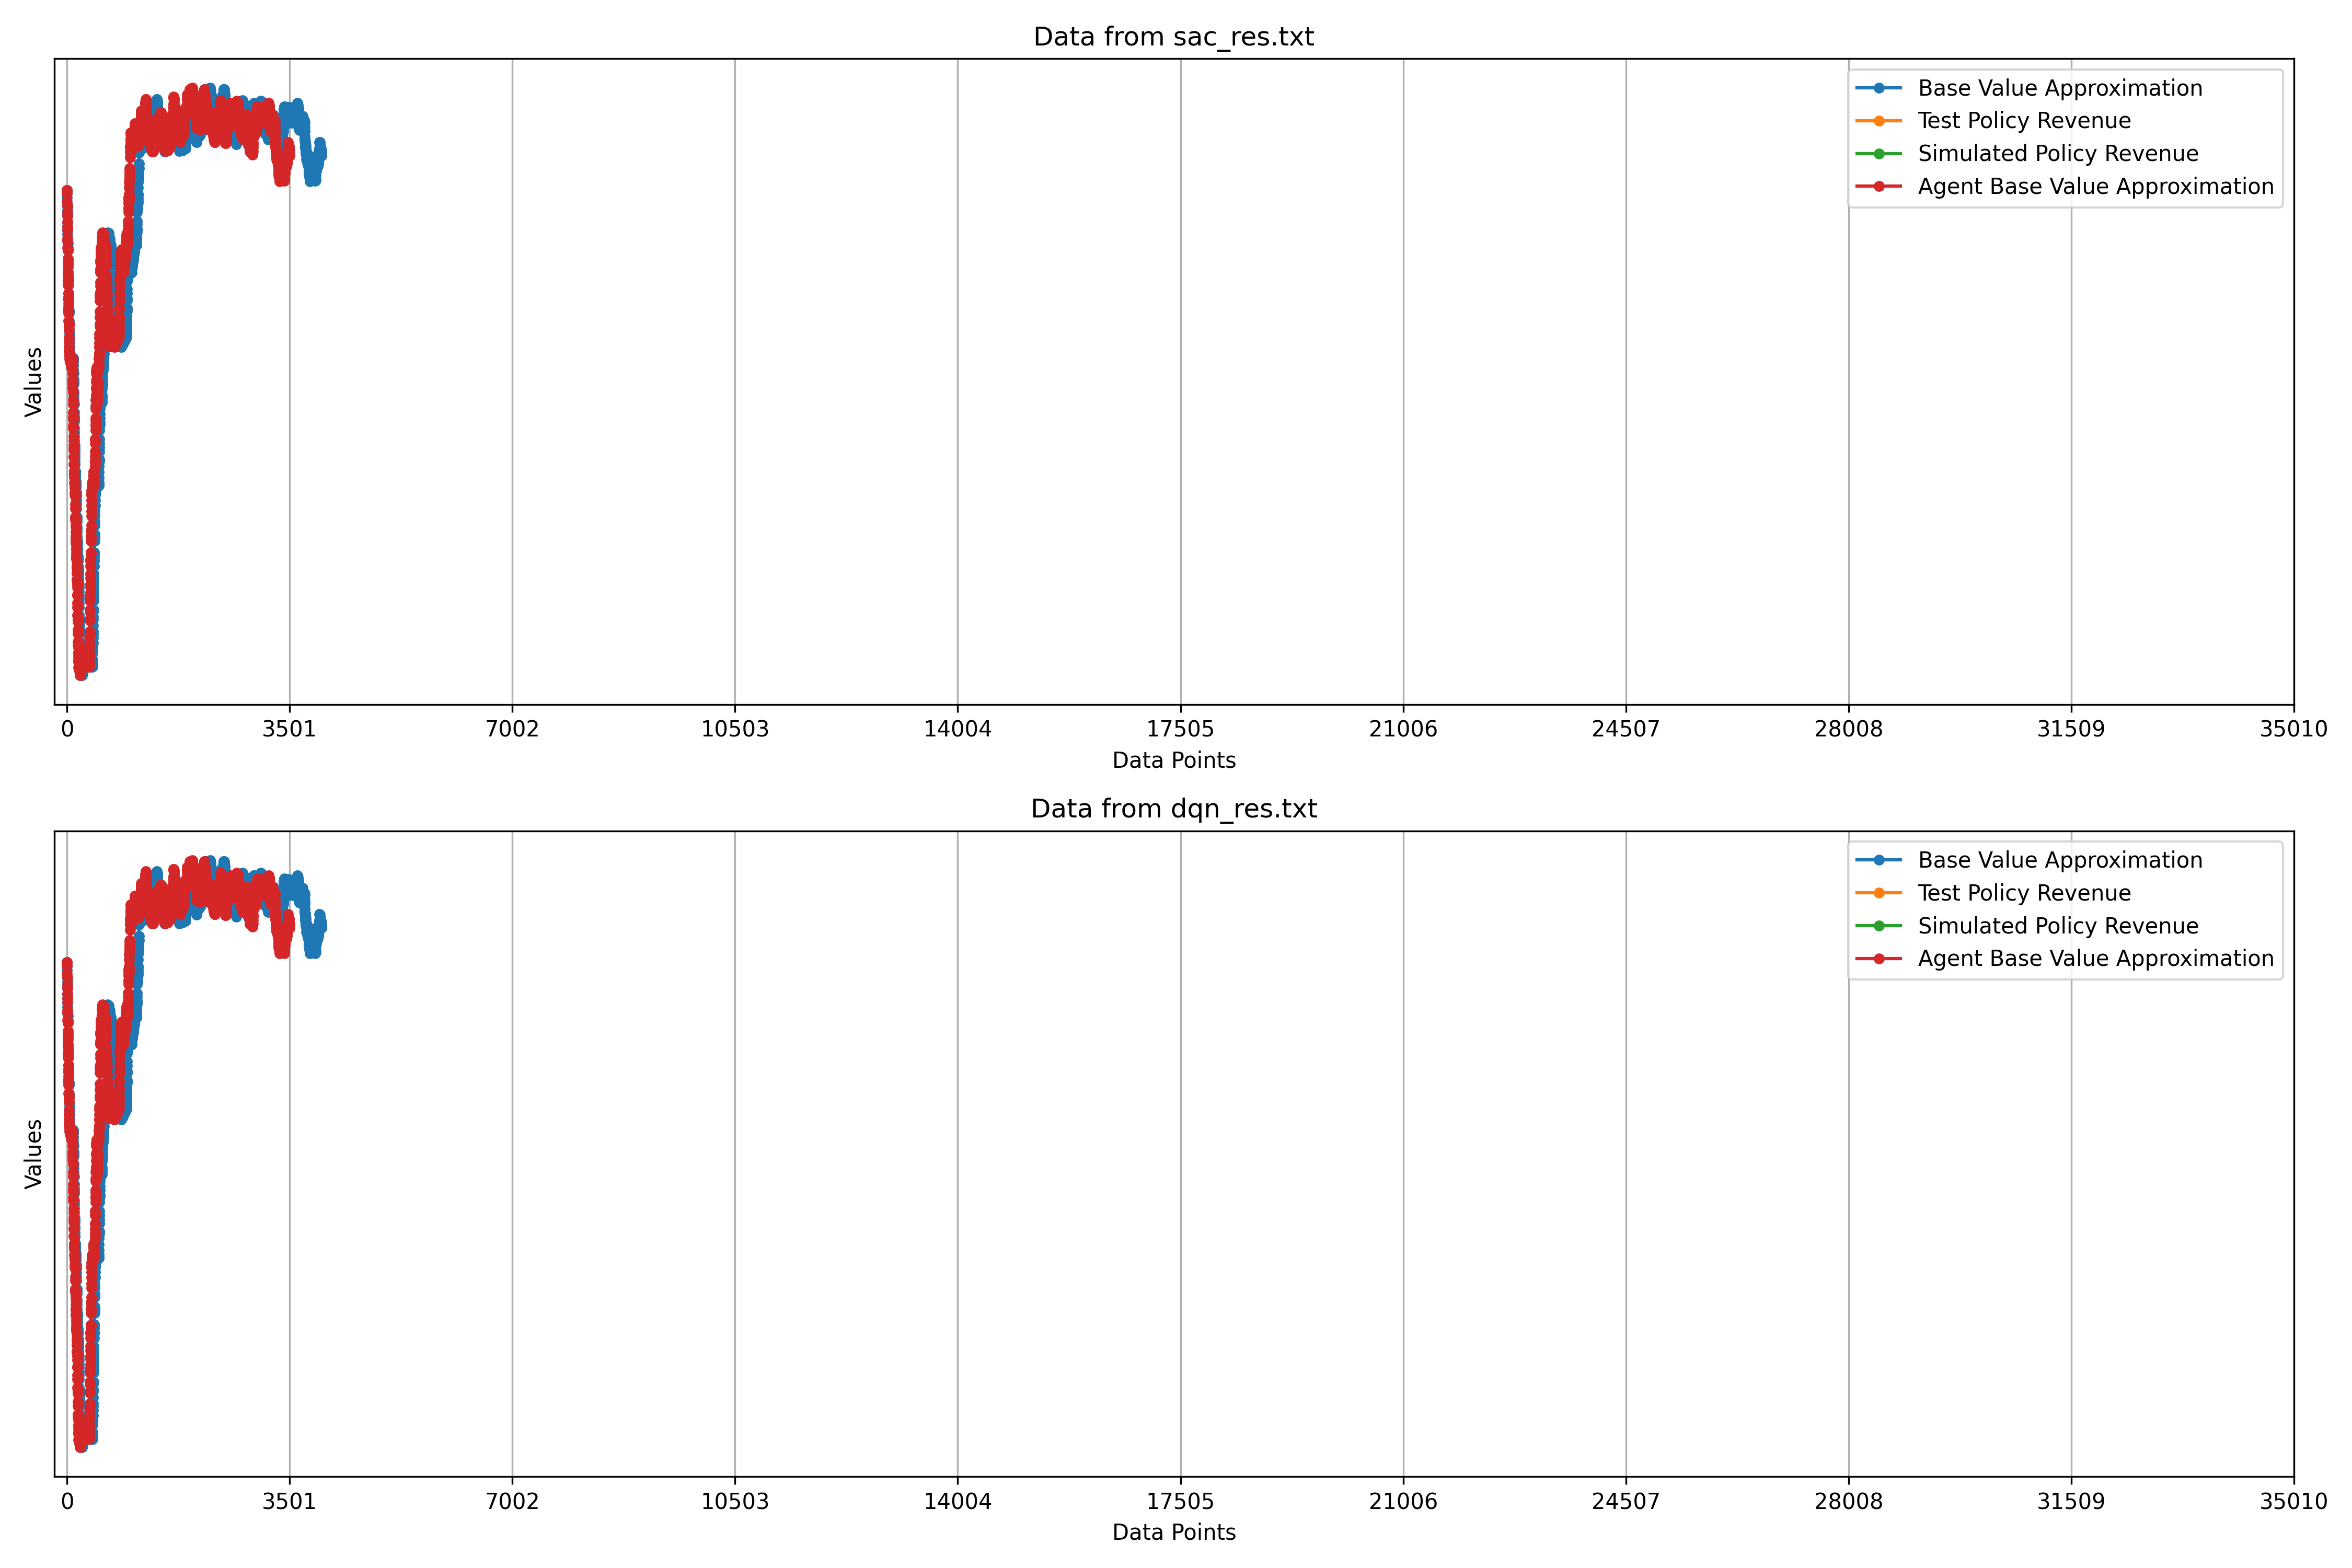 Data from sac_res.txt
Base Value Approximation
Test Policy Revenue
Simulated Policy Revenue
Agent Base Value Approximation
Values
0 3501 7002 10503 14004 17505 21006 24507 28008 31509 35010
Data Points
Data from dqn_res.txt
Base Value Approximation
Test Policy Revenue
Simulated Policy Revenue
Agent Base Value Approximation
Values
0 3501 7002 10503 14004 17505 21006 24507 28008 31509 35010
Data Points